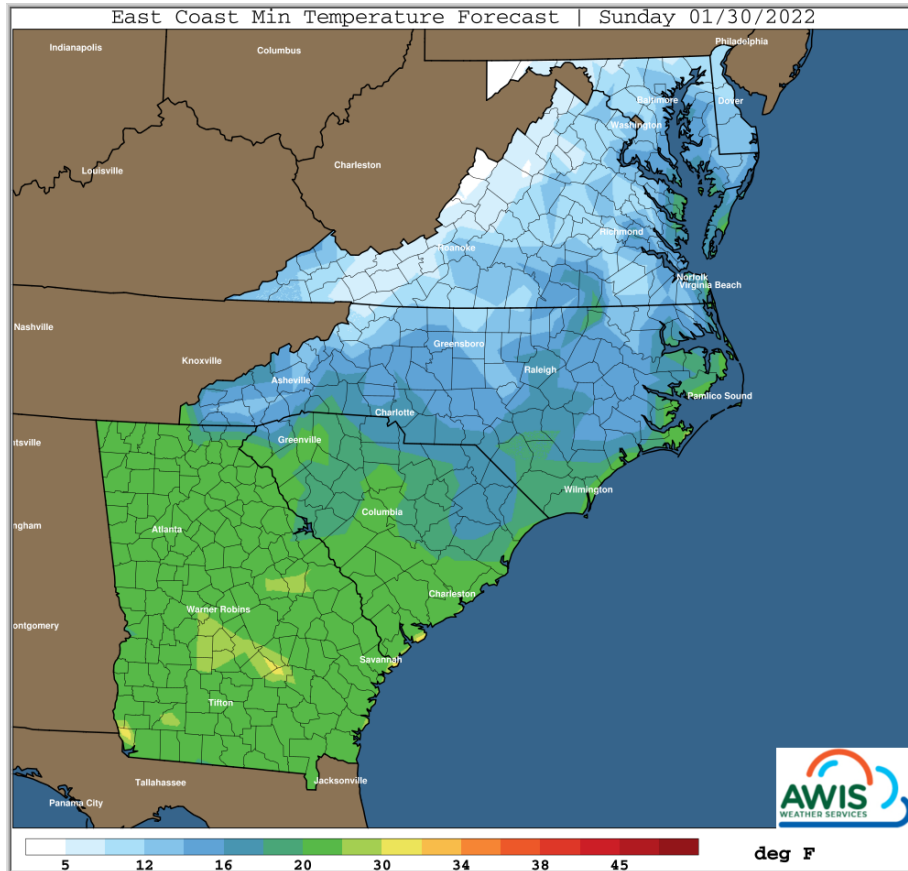 East Coast Min Temperature Forecast | Sunday 01/30/2022
Philadelphia
Indianapolis
Columbus
Baltimore
Dover
Washington
Charleston
Louisville
Richmond
Roanoke
Norfolk
Virginia Beach
Nashville
Greensboro
Knoxville
Raleigh
Asheville
Pamlico Sound
Charlotte
Greenville
ntsville
Wilmington
Columbia
ingham
Atlanta
Charleston
Warner Robins
ontgomery
Savannah
Tifton
Tallahassee
Jacksonville
Panama City
AWIS
WEATHER SERVICES
5 12 16 20 30 34 38 45
deg F